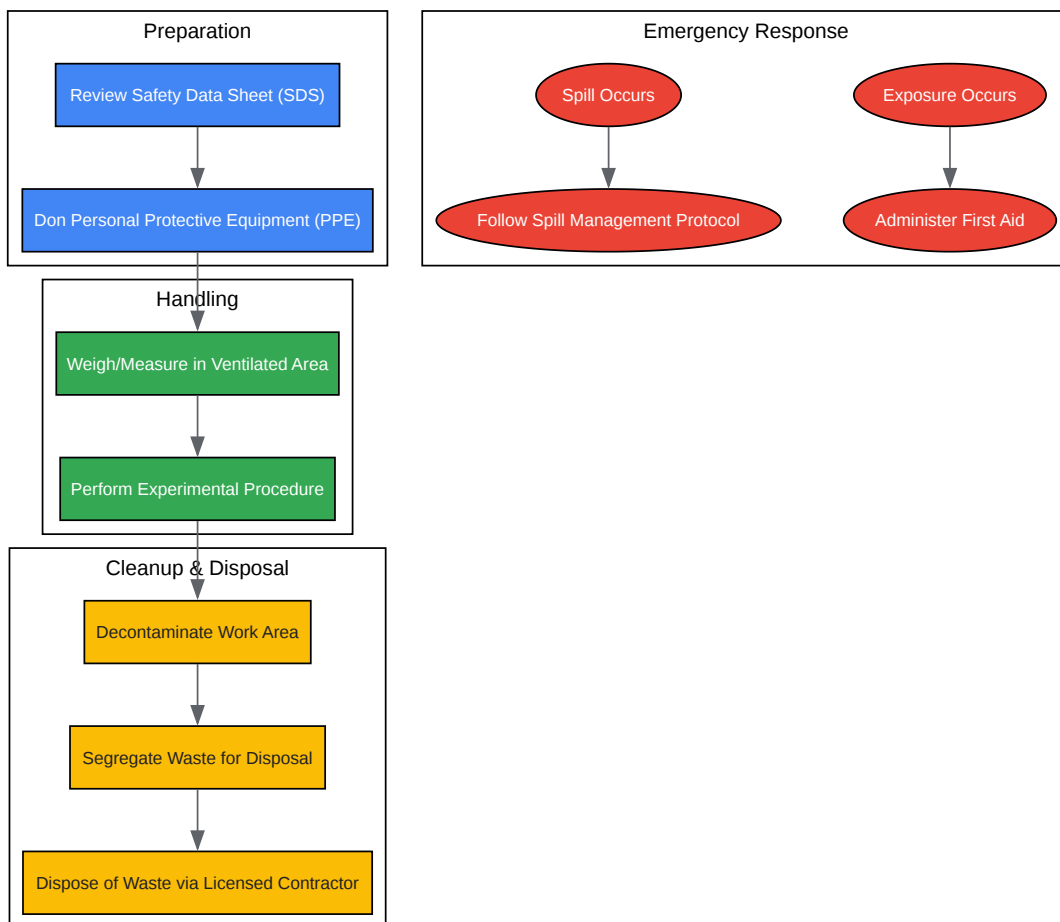 Preparation
Review Safety Data Sheet (SDS)
Don Personal Protective Equipment (PPE)
Handling
Weigh/Measure in Ventilated Area
Perform Experimental Procedure
Cleanup & Disposal
Decontaminate Work Area
Segregate Waste for Disposal
Dispose of Waste via Licensed Contractor
Emergency Response
Spill Occurs
Follow Spill Management Protocol
Exposure Occurs
Administer First Aid